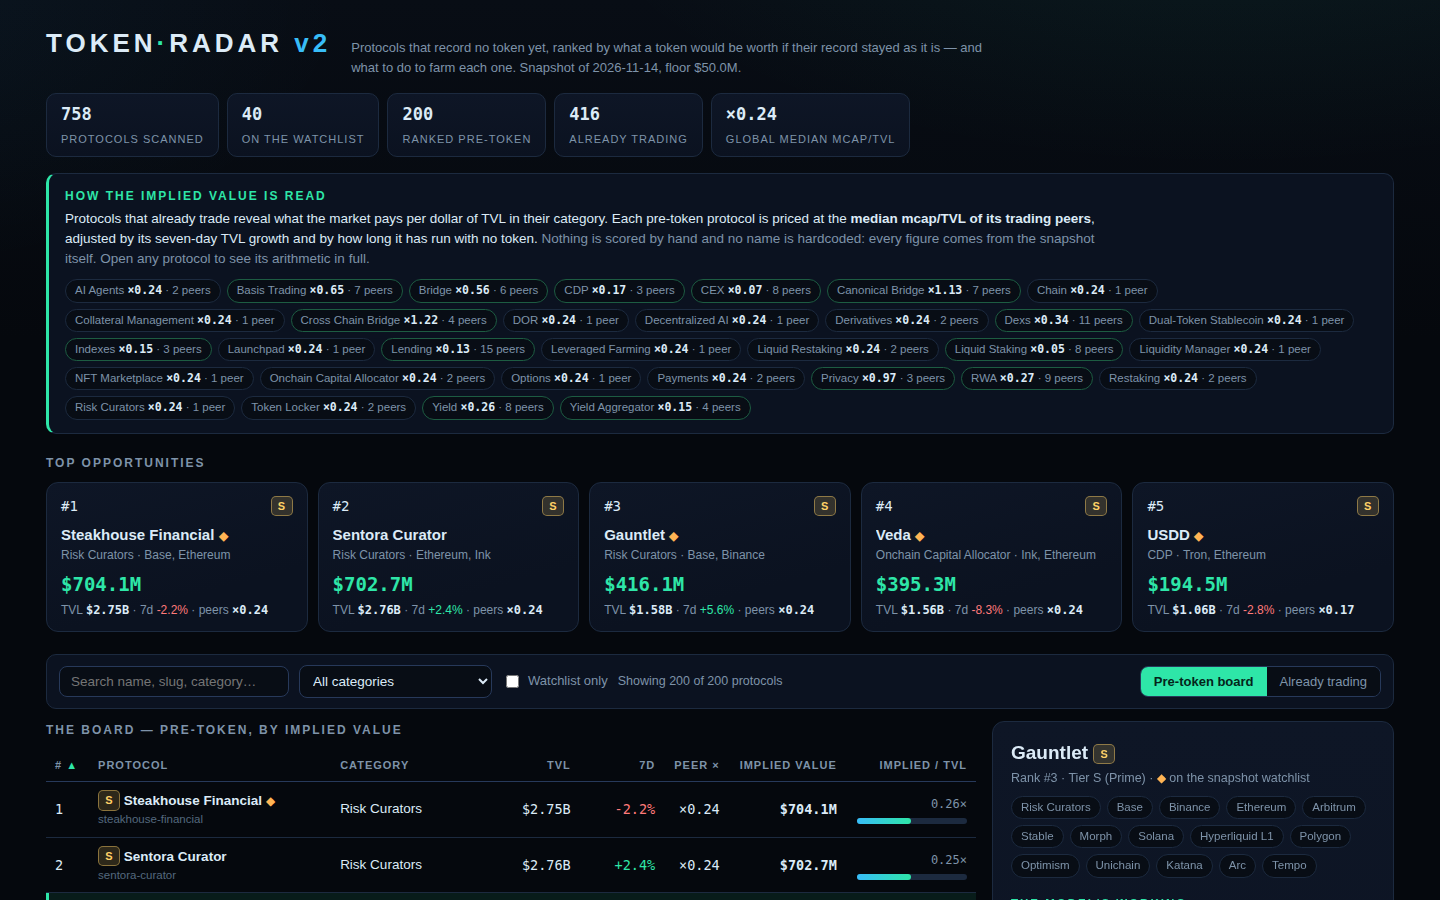 TOKEN·RADAR v2
Protocols that record no token yet, ranked by what a token would be worth if their record stayed as it is — and
what to do to farm each one. Snapshot of 2026-11-14, floor $50.0M.
758
PROTOCOLS SCANNED
40
ON THE WATCHLIST
200
RANKED PRE-TOKEN
416
ALREADY TRADING
×0.24
GLOBAL MEDIAN MCAP/TVL
HOW THE IMPLIED VALUE IS READ
Protocols that already trade reveal what the market pays per dollar of TVL in their category. Each pre-token protocol is priced at the median mcap/TVL of its trading peers,
adjusted by its seven-day TVL growth and by how long it has run with no token. Nothing is scored by hand and no name is hardcoded: every figure comes from the snapshot
itself. Open any protocol to see its arithmetic in full.
AI Agents ×0.24 · 2 peers Basis Trading ×0.65 · 7 peers Bridge ×0.56 · 6 peers CDP ×0.17 · 3 peers CEX ×0.07 · 8 peers Canonical Bridge ×1.13 · 7 peers Chain ×0.24 · 1 peer
Collateral Management ×0.24 · 1 peer Cross Chain Bridge ×1.22 · 4 peers DOR ×0.24 · 1 peer Decentralized AI ×0.24 · 1 peer Derivatives ×0.24 · 2 peers Dexs ×0.34 · 11 peers Dual-Token Stablecoin ×0.24 · 1 peer
Indexes ×0.15 · 3 peers Launchpad ×0.24 · 1 peer Lending ×0.13 · 15 peers Leveraged Farming ×0.24 · 1 peer Liquid Restaking ×0.24 · 2 peers Liquid Staking ×0.05 · 8 peers Liquidity Manager ×0.24 · 1 peer
NFT Marketplace ×0.24 · 1 peer Onchain Capital Allocator ×0.24 · 2 peers Options ×0.24 · 1 peer Payments ×0.24 · 2 peers Privacy ×0.97 · 3 peers RWA ×0.27 · 9 peers Restaking ×0.24 · 2 peers
Risk Curators ×0.24 · 1 peer Token Locker ×0.24 · 2 peers Yield ×0.26 · 8 peers Yield Aggregator ×0.15 · 4 peers
TOP OPPORTUNITIES
#1 S
Steakhouse Financial ◆
Risk Curators · Base, Ethereum
$704.1M
TVL $2.75B · 7d -2.2% · peers ×0.24
#2 S
Sentora Curator
Risk Curators · Ethereum, Ink
$702.7M
TVL $2.76B · 7d +2.4% · peers ×0.24
#3 S
Gauntlet ◆
Risk Curators · Base, Binance
$416.1M
TVL $1.58B · 7d +5.6% · peers ×0.24
#4 S
Veda ◆
Onchain Capital Allocator · Ink, Ethereum
$395.3M
TVL $1.56B · 7d -8.3% · peers ×0.24
#5 S
USDD ◆
CDP · Tron, Ethereum
$194.5M
TVL $1.06B · 7d -2.8% · peers ×0.17
Search name, slug, category… All categories Watchlist only Showing 200 of 200 protocols Pre-token board Already trading
THE BOARD — PRE-TOKEN, BY IMPLIED VALUE
# ▲ PROTOCOL CATEGORY TVL 7D PEER × IMPLIED VALUE IMPLIED / TVL
1 S Steakhouse Financial ◆ Risk Curators $2.75B -2.2% ×0.24 $704.1M 0.26×
steakhouse-financial
2 S Sentora Curator Risk Curators $2.76B +2.4% ×0.24 $702.7M 0.25×
sentora-curator
Gauntlet S
Rank #3 · Tier S (Prime) · ◆ on the snapshot watchlist
Risk Curators Base Binance Ethereum Arbitrum
Stable Morph Solana Hyperliquid L1 Polygon
Optimism Unichain Katana Arc Tempo